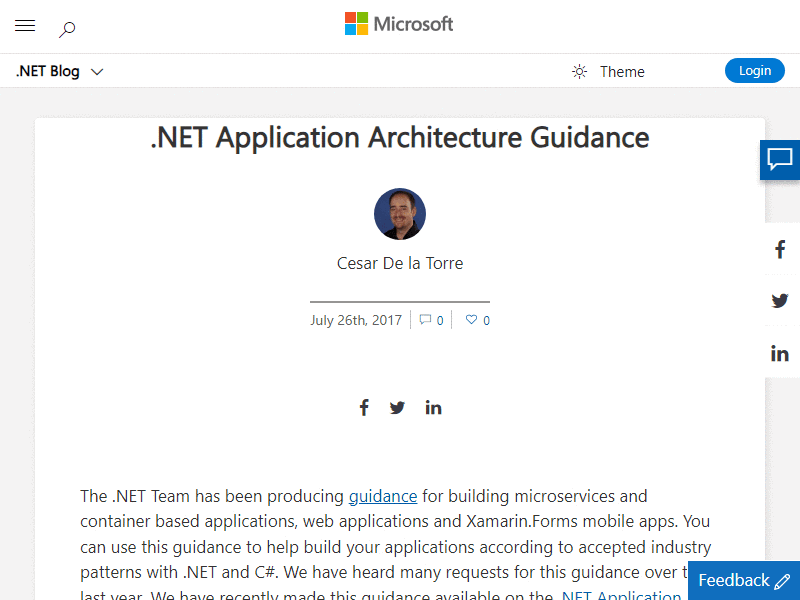 Microsoft
.NET Blog
Theme
Login
.NET Application Architecture Guidance
Cesar De la Torre
July 26th, 2017
0
0
The .NET Team has been producing guidance for building microservices and
container based applications, web applications and Xamarin.Forms mobile apps. You
can use this guidance to help build your applications according to accepted industry
patterns with .NET and C#. We have heard many requests for this guidance over
last year. We have recently made this guidance available on the .NET Application
Feedback